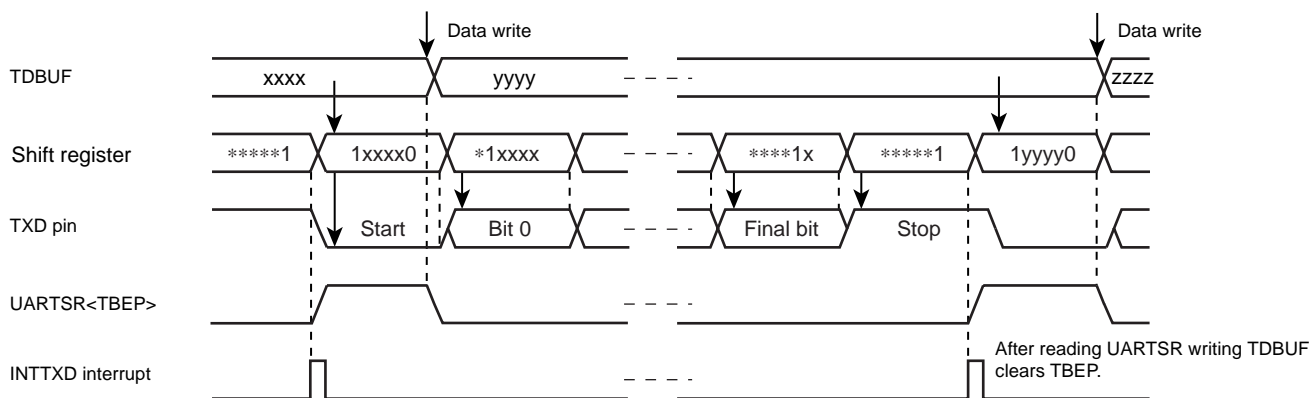 Data write
Data write
TDBUF
xxxx
yyyy
zzzz
Shift register
*****1
1xxxx0
*1xxxx
****1x
*****1
1yyyy0
TXD pin
Start
Bit 0
Final bit
Stop
UARTSR<TBEP>
INTTXD interrupt
After reading UARTSR writing TDBUF
clears TBEP.